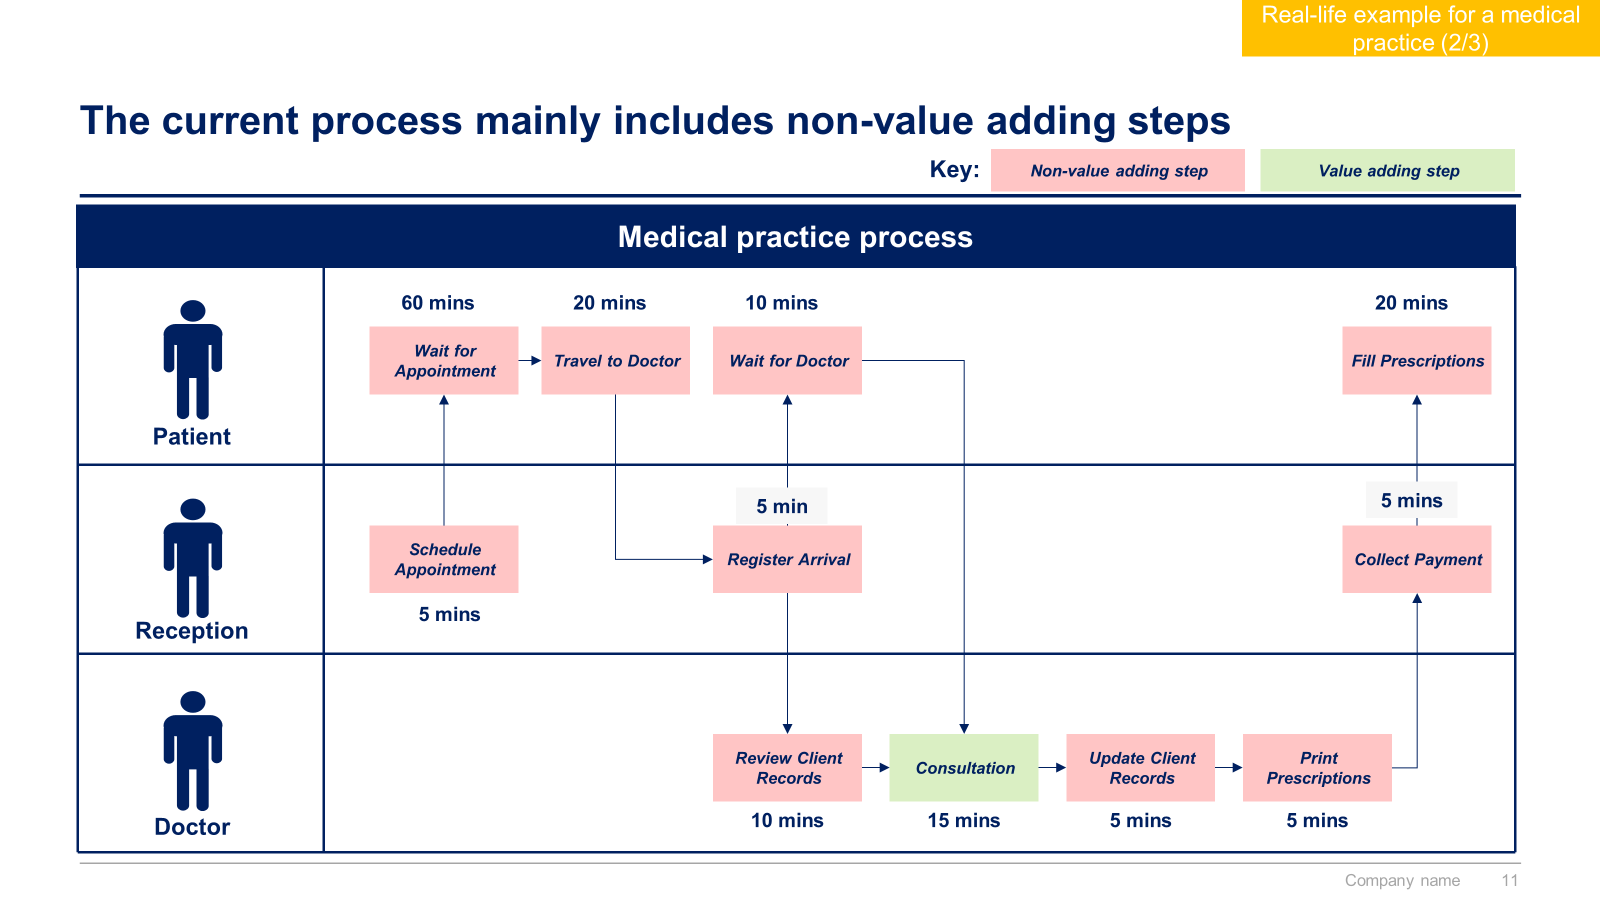 Real-life example for a medical
practice (2/3)
The current process mainly includes non-value adding steps
Key:
Non-value adding step
Value adding step
Medical practice process
Patient
60 mins
Wait for
Appointment
20 mins
Travel to Doctor
10 mins
Wait for Doctor
20 mins
Fill Prescriptions
Reception
Schedule
Appointment
5 mins
5 min
Register Arrival
5 mins
Collect Payment
Doctor
Review Client
Records
10 mins
Consultation
15 mins
Update Client
Records
5 mins
Print
Prescriptions
5 mins
Company name
11